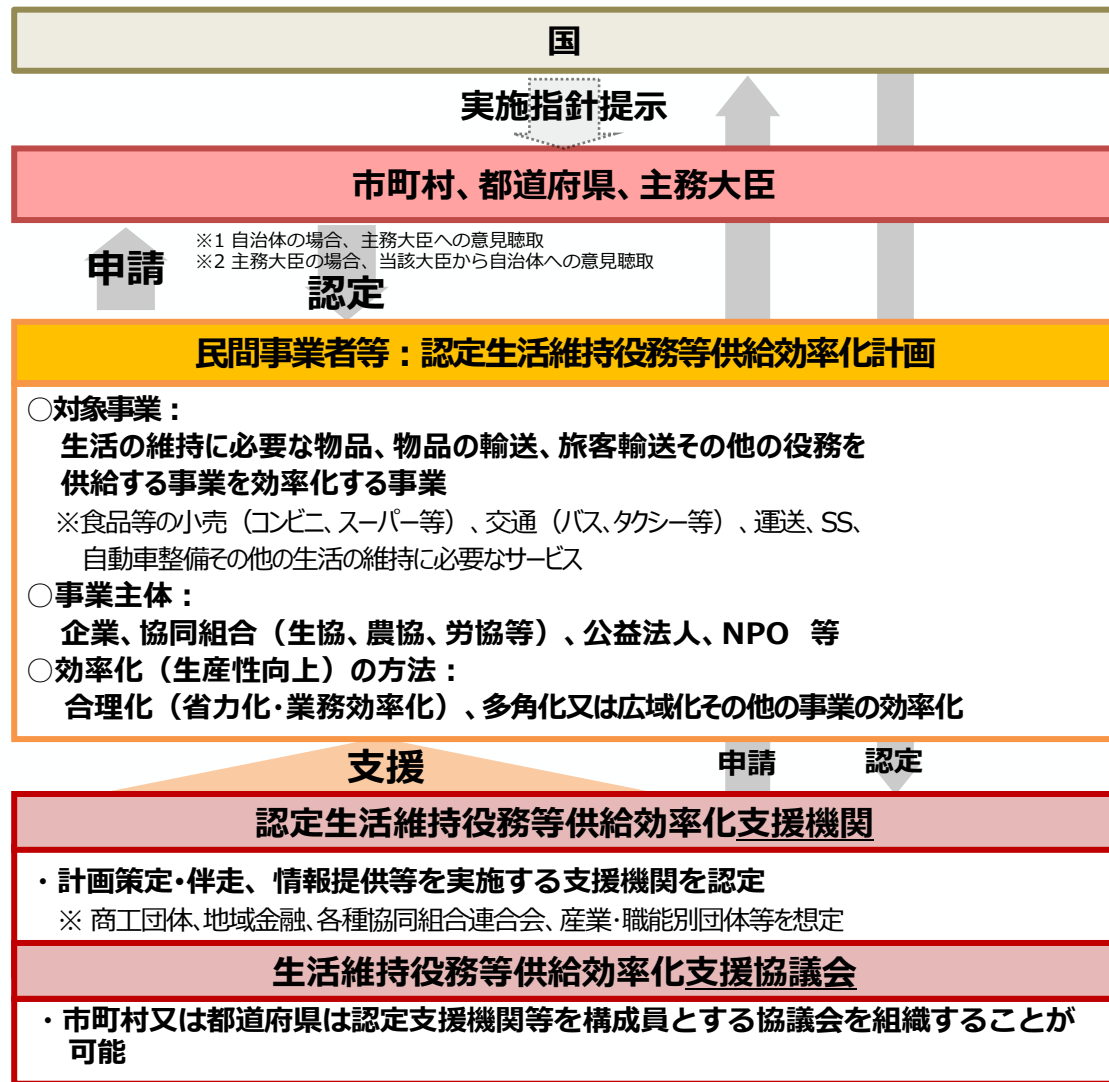 国
実施指針提示
市町村、都道府県、主務大臣
※1 自治体の場合、主務大臣への意見聴取
※2 主務大臣の場合、当該大臣から自治体への意見聴取
申請
認定
民間事業者等：認定生活維持役務等供給効率化計画
○対象事業：
生活の維持に必要な物品、物品の輸送、旅客輸送その他の役務を
供給する事業を効率化する事業
※食品等の小売（コンビニ、スーパー等）、交通（バス、タクシー等）、運送、SS、
自動車整備その他の生活の維持に必要なサービス
○事業主体：
企業、協同組合（生協、農協、労協等）、公益法人、NPO 等
○効率化（生産性向上）の方法：
合理化（省力化・業務効率化）、多角化又は広域化その他の事業の効率化
支援
申請
認定
認定生活維持役務等供給効率化支援機関
・計画策定・伴走、情報提供等を実施する支援機関を認定
※ 商工団体、地域金融、各種協同組合連合会、産業・職能別団体等を想定
生活維持役務等供給効率化支援協議会
・市町村又は都道府県は認定支援機関等を構成員とする協議会を組織することが
可能